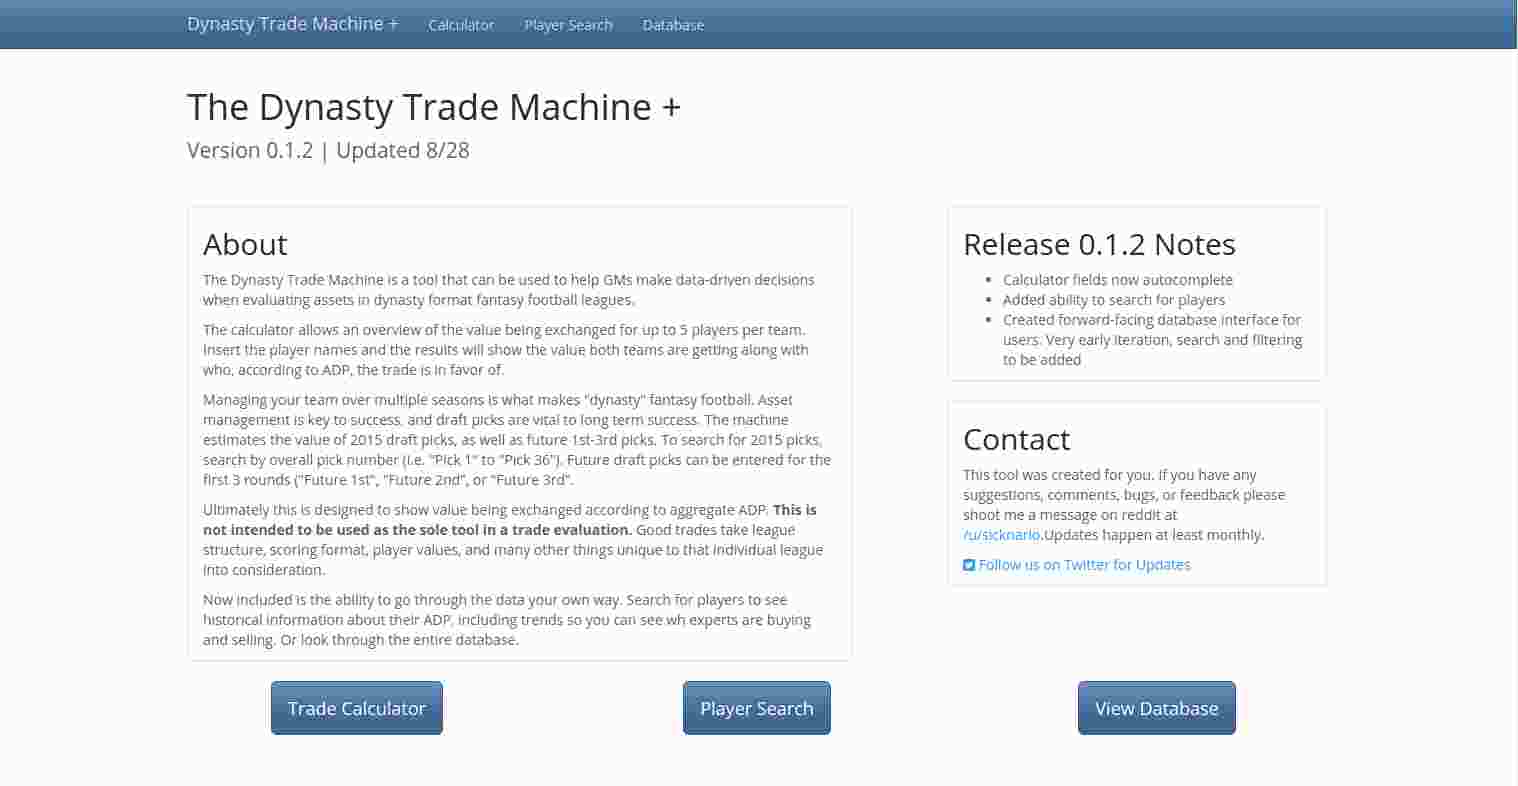 Dynasty Trade Machine + Calculator Player Search Database
The Dynasty Trade Machine +
Version 0.1.2 | Updated 8/28
About
The Dynasty Trade Machine is a tool that can be used to help GMs make data-driven decisions
when evaluating assets in dynasty format fantasy football leagues.
The calculator allows an overview of the value being exchanged for up to 5 players per team.
Insert the player names and the results will show the value both teams are getting along with
who, according to ADP, the trade is in favor of.
Managing your team over multiple seasons is what makes "dynasty" fantasy football. Asset
management is key to success, and draft picks are vital to long term success. The machine
estimates the value of 2015 draft picks, as well as future 1st-3rd picks. To search for 2015 picks,
search by overall pick number (i.e. "Pick 1" to "Pick 36"). Future draft picks can be entered for the
first 3 rounds ("Future 1st", "Future 2nd", or "Future 3rd".
Ultimately this is designed to show value being exchanged according to aggregate ADP. This is
not intended to be used as the sole tool in a trade evaluation. Good trades take league
structure, scoring format, player values, and many other things unique to that individual league
into consideration.
Now included is the ability to go through the data your own way. Search for players to see
historical information about their ADP, including trends so you can see wh experts are buying
and selling. Or look through the entire database.
Release 0.1.2 Notes
• Calculator fields now autocomplete
• Added ability to search for players
• Created forward-facing database interface for
users. Very early iteration, search and filtering
to be added
Contact
This tool was created for you. If you have any
suggestions, comments, bugs, or feedback please
shoot me a message on reddit at
/u/sicknario.Updates happen at least monthly.
Follow us on Twitter for Updates
Trade Calculator
Player Search
View Database